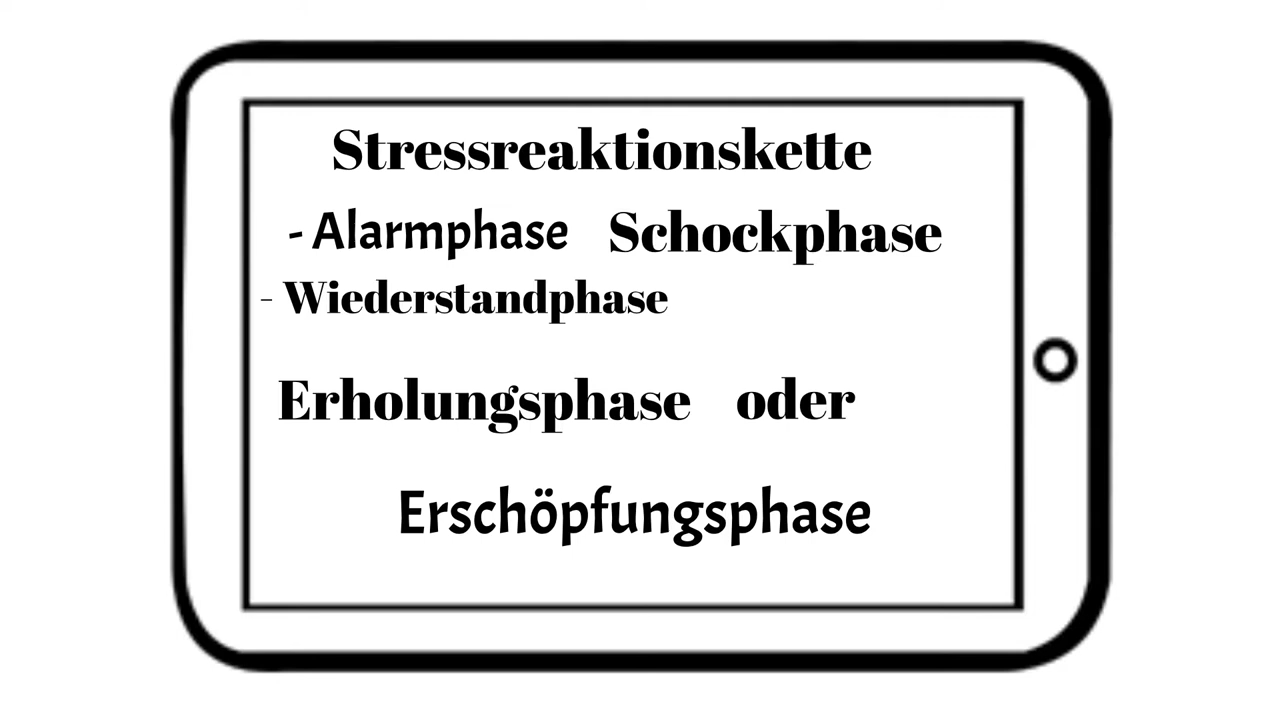 Stressreaktionskette
- Alarmphase Schockphase
- Wiederstandphase
Erholungsphase oder
Erschöpfungsphase